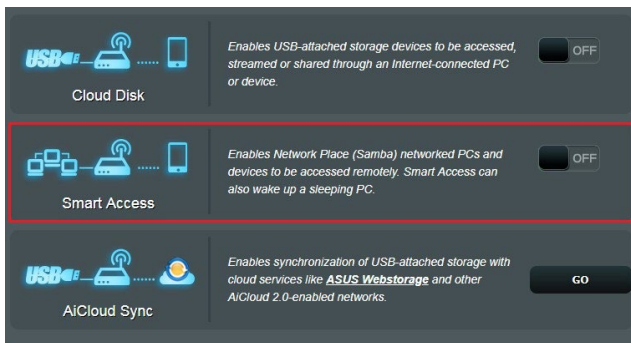 USB
Cloud Disk
Enables USB-attached storage devices to be accessed,
streamed or shared through an Internet-connected PC
or device.
OFF
Smart Access
Enables Network Place (Samba) networked PCs and
devices to be accessed remotely. Smart Access can
also wake up a sleeping PC.
OFF
USB
AiCloud Sync
Enables synchronization of USB-attached storage with
cloud services like ASUS Webstorage and other
AiCloud 2.0-enabled networks.
GO